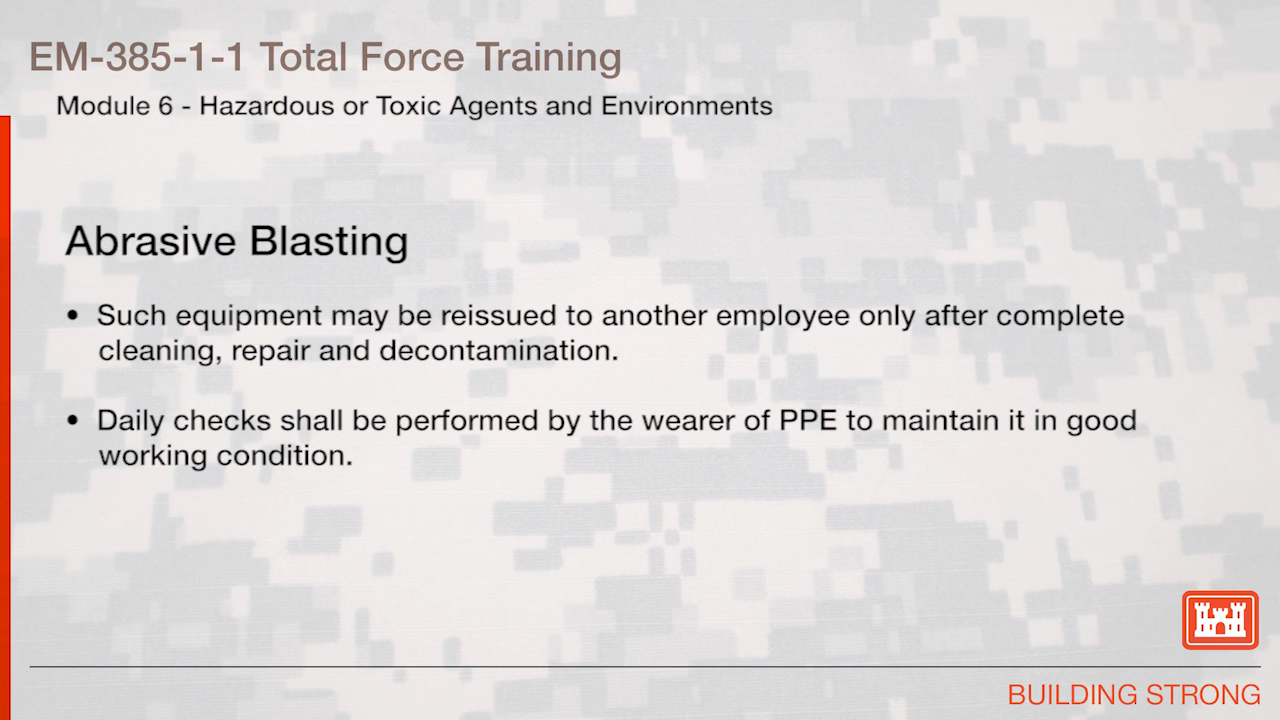 EM-385-1-1 Total Force Training
Module 6 - Hazardous or Toxic Agents and Environments
Abrasive Blasting
• Such equipment may be reissued to another employee only after complete
cleaning, repair and decontamination.
• Daily checks shall be performed by the wearer of PPE to maintain it in good
working condition.
BUILDING STRONG